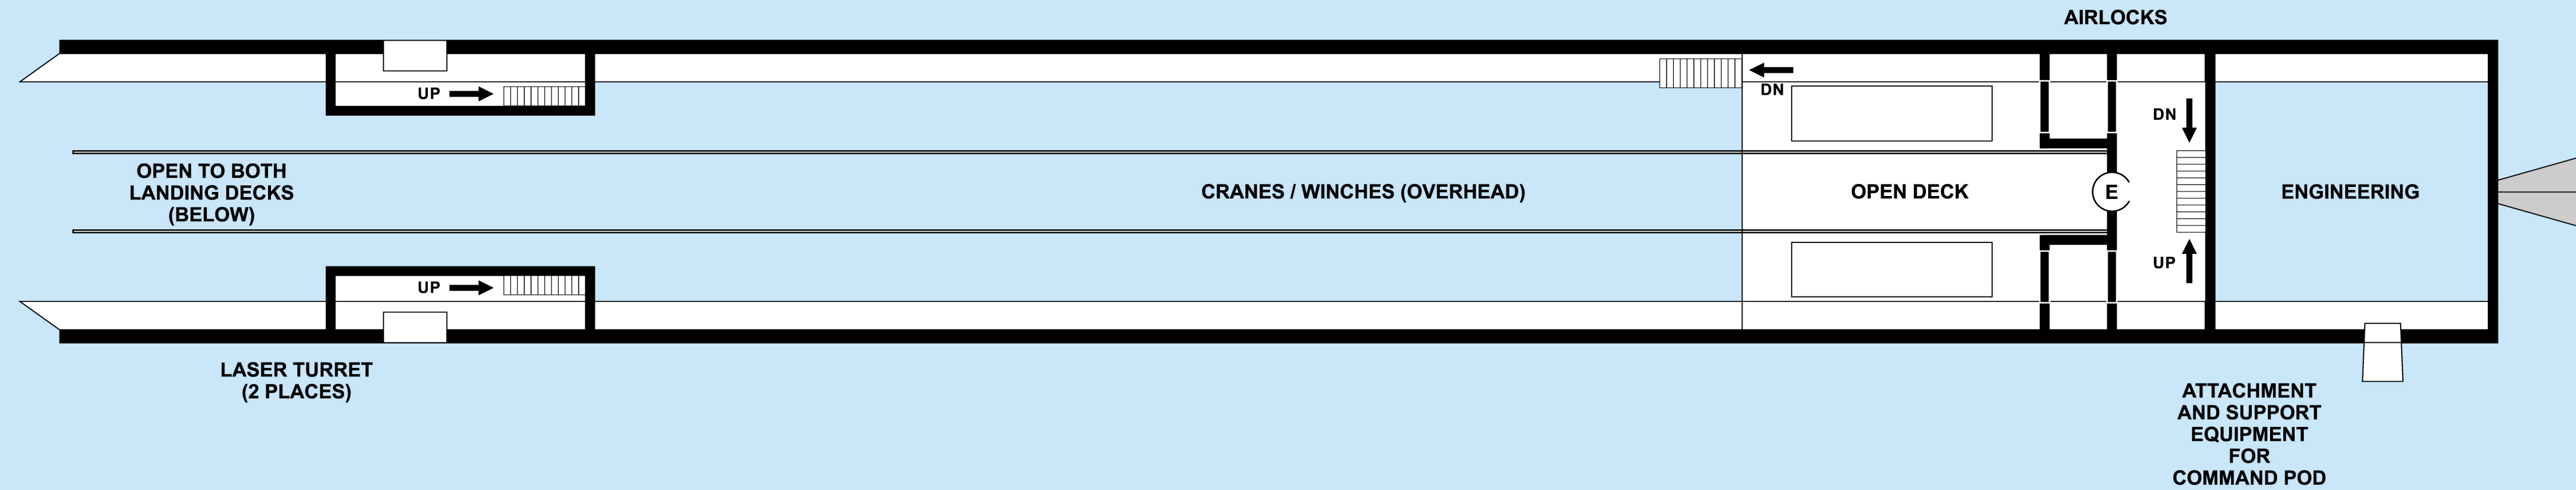 AIRLOCKS
UP
DN
DN
OPEN TO BOTH
LANDING DECKS
(BELOW)
CRANES / WINCHES (OVERHEAD)
OPEN DECK
E
ENGINEERING
UP
UP
LASER TURRET
(2 PLACES)
ATTACHMENT
AND SUPPORT
EQUIPMENT
FOR
COMMAND POD